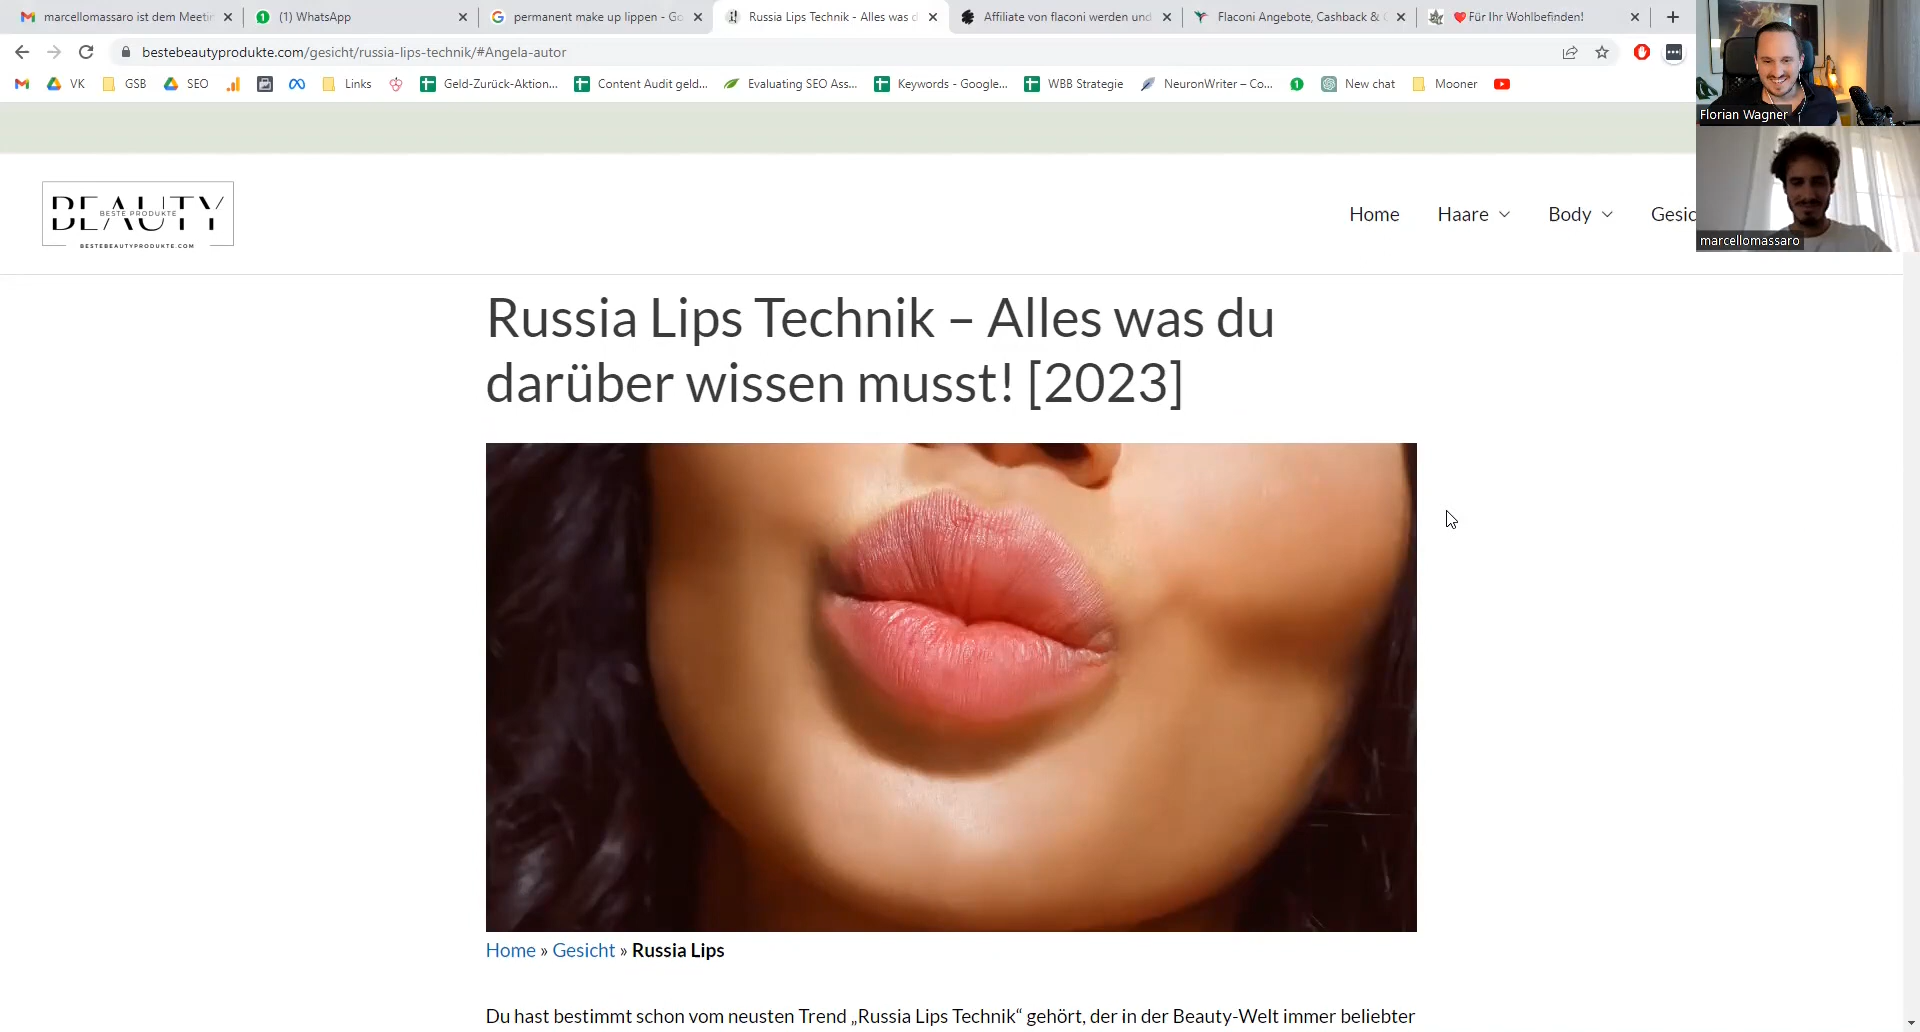 marcellomassaro ist dem Meetin
(1) WhatsApp
permanent make up lippen - Go
Russia Lips Technik - Alles was d
Affiliate von flaconi werden und
Flaconi Angebote, Cashback &
❤️Für Ihr Wohlbefinden!
bestebeautyprodukte.com/gesicht/russia-lips-technik/#Angela-autor
VK
GSB
SEO
Links
Geld-Zurück-Aktion...
Content Audit geld...
Evaluating SEO Ass...
Keywords - Google...
WBB Strategie
NeuronWriter – Co...
1
New chat
Mooner
Florian Wagner
marcellomassaro
BEAUTY
BESTE PRODUKTE
BESTEBEAUTYPRODUKTE.COM
Home
Haare
Body
Gesic
Russia Lips Technik – Alles was du
darüber wissen musst! [2023]
Home » Gesicht » Russia Lips
Du hast bestimmt schon vom neusten Trend „Russia Lips Technik“ gehört, der in der Beauty-Welt immer beliebter